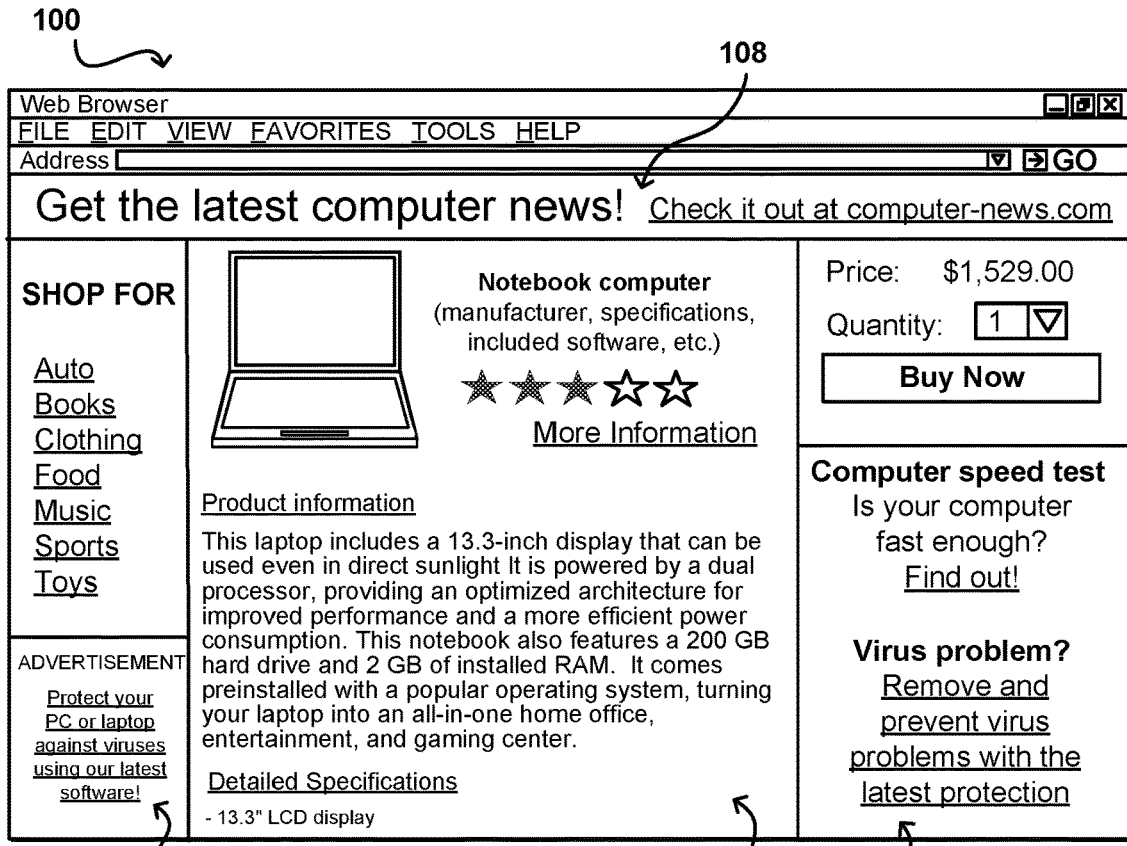 100
108
Web Browser
FILE EDIT VIEW FAVORITES TOOLS HELP
Address GO
Get the latest computer news! Check it out at computer-news.com
SHOP FOR
Auto
Books
Clothing
Food
Music
Sports
Toys
ADVERTISEMENT
Protect your
PC or laptop
against viruses
using our latest
software!
Notebook computer
(manufacturer, specifications,
included software, etc.)
More Information
Product information
This laptop includes a 13.3-inch display that can be
used even in direct sunlight It is powered by a dual
processor, providing an optimized architecture for
improved performance and a more efficient power
consumption. This notebook also features a 200 GB
hard drive and 2 GB of installed RAM. It comes
preinstalled with a popular operating system, turning
your laptop into an all-in-one home office,
entertainment, and gaming center.
Detailed Specifications
- 13.3" LCD display
Price: $1,529.00
Quantity: 1
Buy Now
Computer speed test
Is your computer
fast enough?
Find out!
Virus problem?
Remove and
prevent virus
problems with the
latest protection